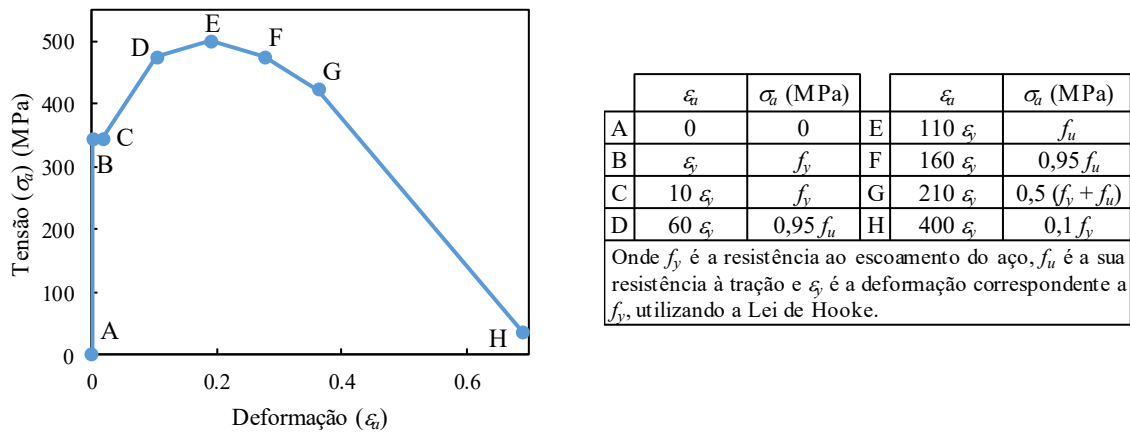 E
D
F
G
C
B
A
H
500
400
300
200
100
0
0
0.2
0.4
0.6
Tensão (σa) (MPa)
Deformação (εa)
εa σa (MPa) εa σa (MPa)
A 0 0 E 110 εy fu
B εy fy F 160 εy 0,95 fu
C 10 εy fy G 210 εy 0,5 (fy + fu)
D 60 εy 0,95 fu H 400 εy 0,1 fy
Onde fy é a resistência ao escoamento do aço, fu é a sua
resistência à tração e εy é a deformação correspondente a
fy, utilizando a Lei de Hooke.